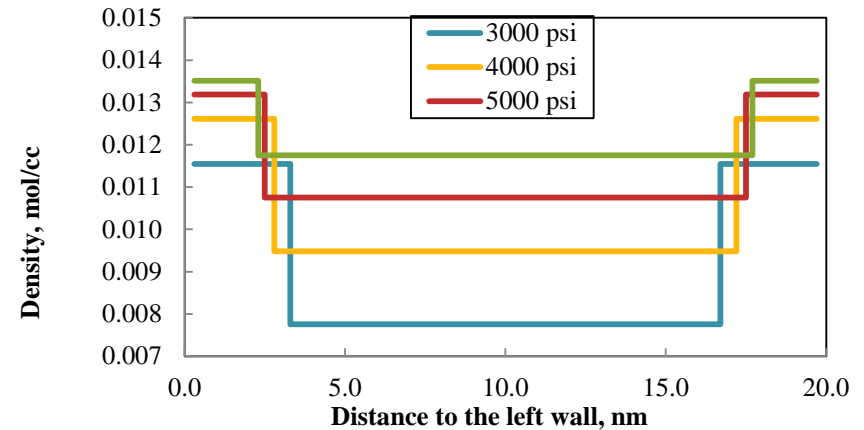 0.015
0.014
0.013
0.012
0.011
0.010
0.009
0.008
0.007
Density, mol/cc
3000 psi
4000 psi
5000 psi
0.0
5.0
10.0
15.0
20.0
Distance to the left wall, nm